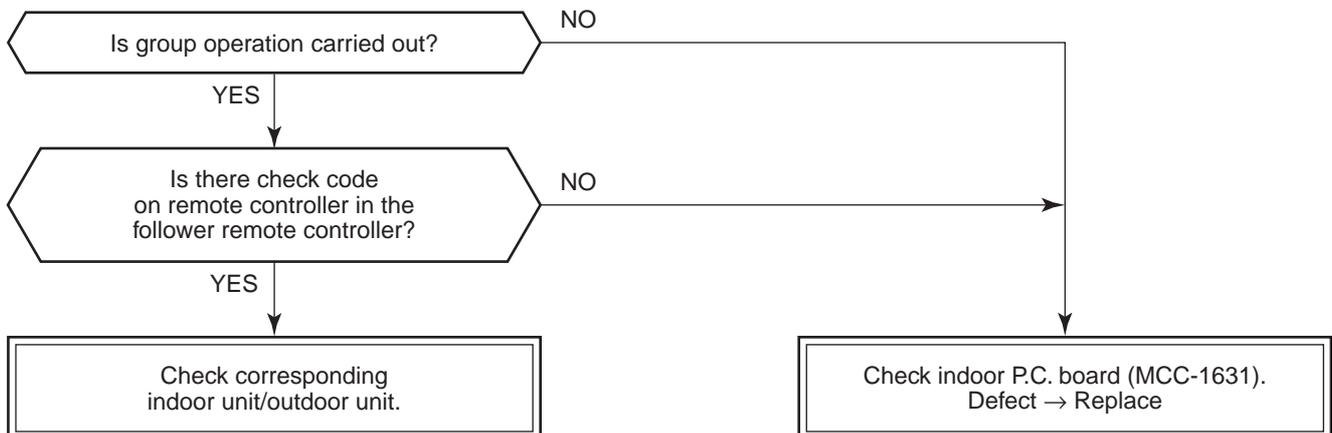 Is group operation carried out?
NO
YES
Is there check code
on remote controller in the
follower remote controller?
NO
YES
Check corresponding
indoor unit/outdoor unit.
Check indoor P.C. board (MCC-1631).
Defect → Replace